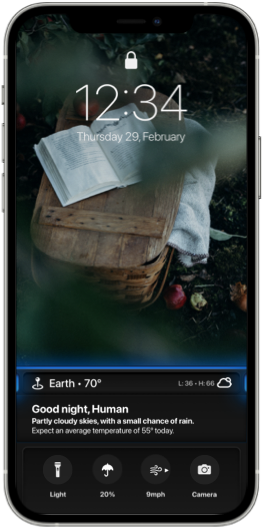 12:34
Thursday 29, February
Earth • 70°
L: 36 • H: 66
Good night, Human
Partly cloudy skies, with a small chance of rain.
Expect an average temperature of 55° today.
Light
20%
9mph
Camera